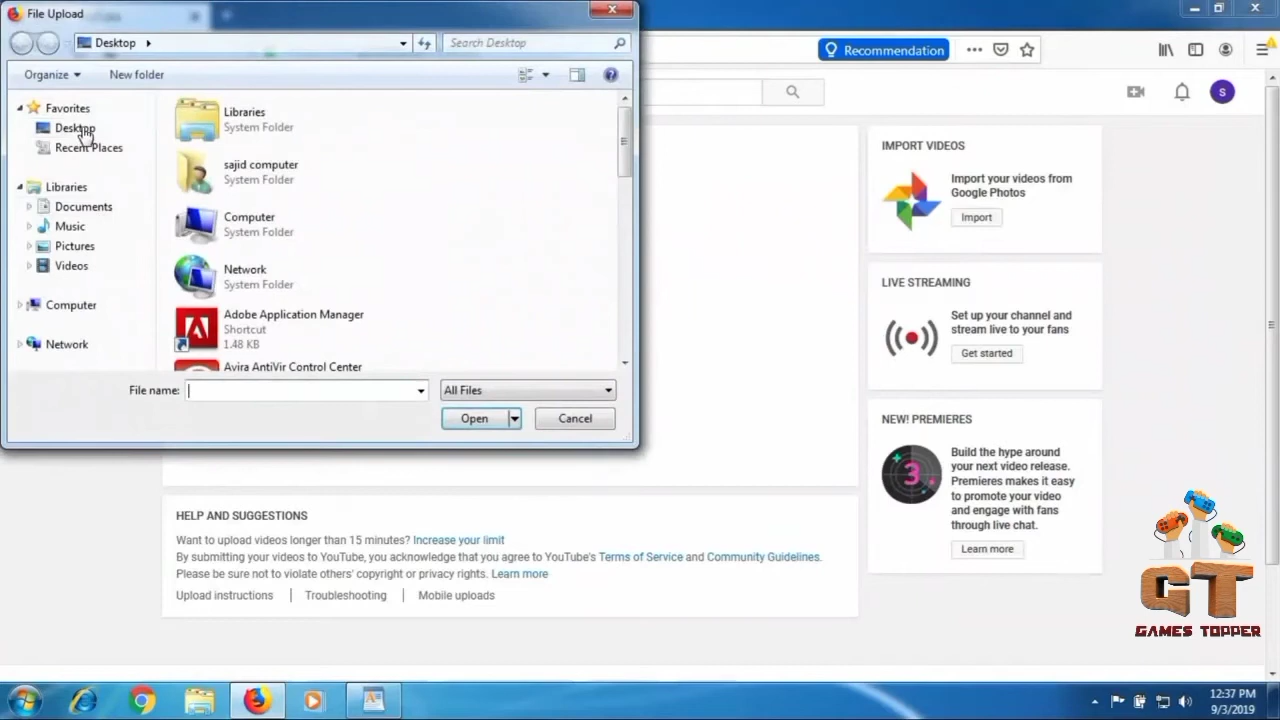 File Upload
Desktop
Search Desktop
Recommendation
Organize
New folder
Favorites
Desktop
Recent Places
Libraries
Documents
Music
Pictures
Videos
Computer
Network
Libraries
System Folder
sajid computer
System Folder
Computer
System Folder
Network
System Folder
Adobe Application Manager
Shortcut
1.48 KB
Avira AntiVir Control Center
File name:
All Files
Open
Cancel
S
IMPORT VIDEOS
Import your videos from
Google Photos
Import
LIVE STREAMING
Set up your channel and
stream live to your fans
Get started
NEW! PREMIERES
3
Build the hype around
your next video release.
Premieres makes it easy
to promote your video
and engage with fans
through live chat.
Learn more
HELP AND SUGGESTIONS
Want to upload videos longer than 15 minutes? Increase your limit
By submitting your videos to YouTube, you acknowledge that you agree to YouTube's Terms of Service and Community Guidelines.
Please be sure not to violate others' copyright or privacy rights. Learn more
Upload instructions
Troubleshooting
Mobile uploads
GT
GAMES TOPPER
12:37 PM
9/3/2019